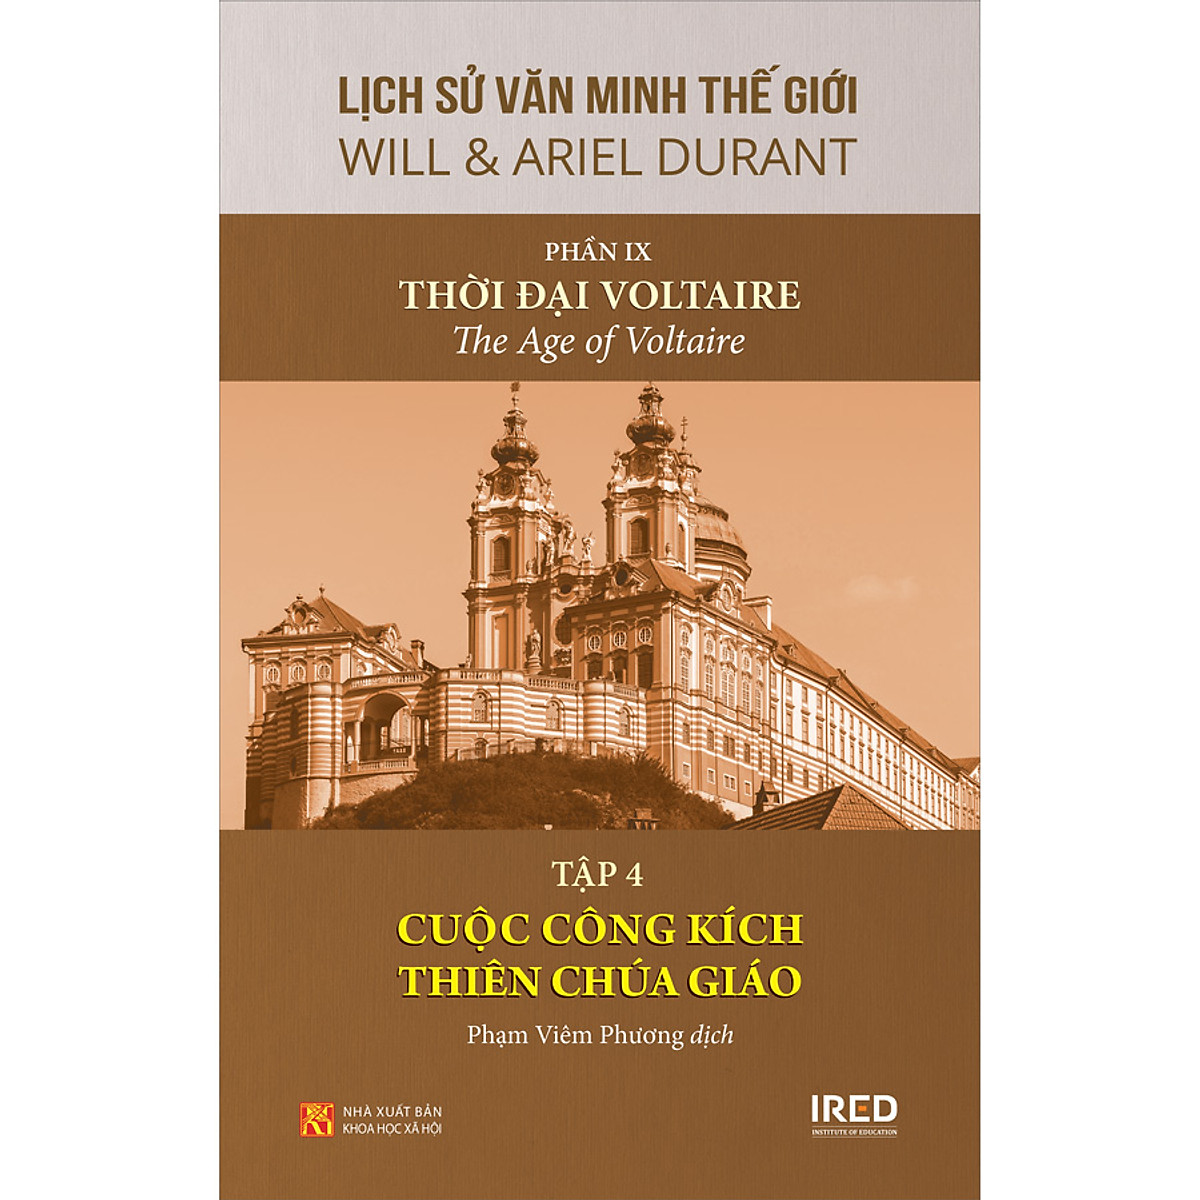 LỊCH SỬ VĂN MINH THẾ GIỚI
WILL & ARIEL DURANT
PHẦN IX
THỜI ĐẠI VOLTAIRE
The Age of Voltaire
TẬP 4
CUỘC CÔNG KÍCH
THIÊN CHÚA GIÁO
Phạm Viêm Phương dịch
NHÀ XUẤT BẢN
KHOA HỌC XÃ HỘI
IRED
INSTITUTE OF EDUCATION